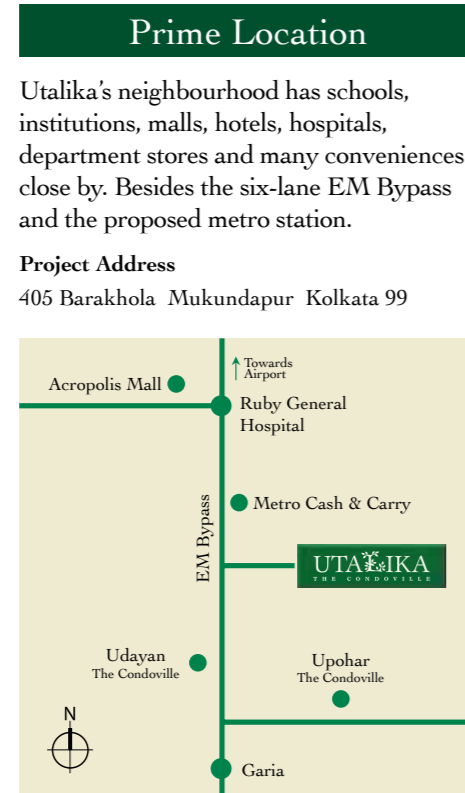 Prime Location
Utalika's neighbourhood has schools,
institutions, malls, hotels, hospitals,
department stores and many conveniences
close by. Besides the six-lane EM Bypass
and the proposed metro station.
Project Address
405 Barakhola Mukundapur Kolkata 99
Towards
Airport
Acropolis Mall
Ruby General
Hospital
Metro Cash & Carry
EM Bypass
UTALIKA
THE CONDOVILLE
Udayan
The Condoville
Upohar
The Condoville
N
Garia